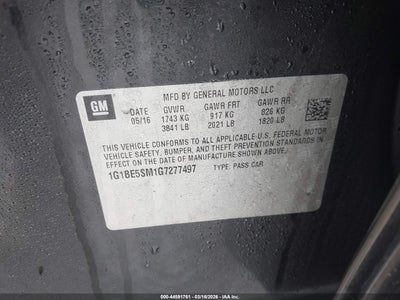 MFD BY GENERAL MOTORS LLC
GM
DATE GVWR GAWR FRT GAWR RR
05/16 1743 KG 917 KG 826 KG
3841 LB 2021 LB 1820 LB
THIS VEHICLE CONFORMS TO ALL APPLICABLE U.S. FEDERAL MOTOR
VEHICLE SAFETY, BUMPER, AND THEFT PREVENTION STANDARDS IN
EFFECT ON THE DATE OF MANUFACTURE SHOWN ABOVE.
1G1BE5SM1G7277497 TYPE: PASS CAR
000-44591761 - 03/16/2026 - IAA Inc.